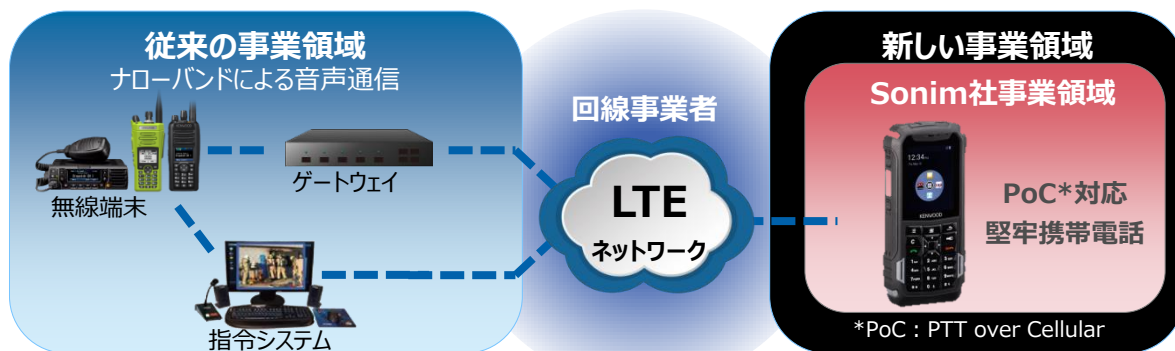 従来の事業領域
ナローバンドによる音声通信
無線端末
ゲートウェイ
指令システム
回線事業者
LTE
ネットワーク
新しい事業領域
Sonim社事業領域
12:34
KENWOOD
PoC*対応
堅牢携帯電話
*PoC：PTT over Cellular